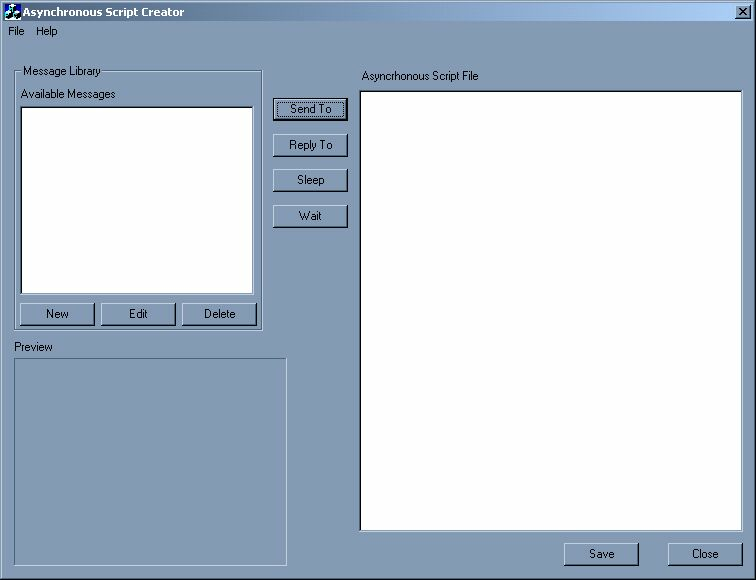 Asynchronous Script Creator
File Help
Message Library
Available Messages
New Edit Delete
Preview
Send To
Reply To
Sleep
Wait
Asyncrhonous Script File
Save Close